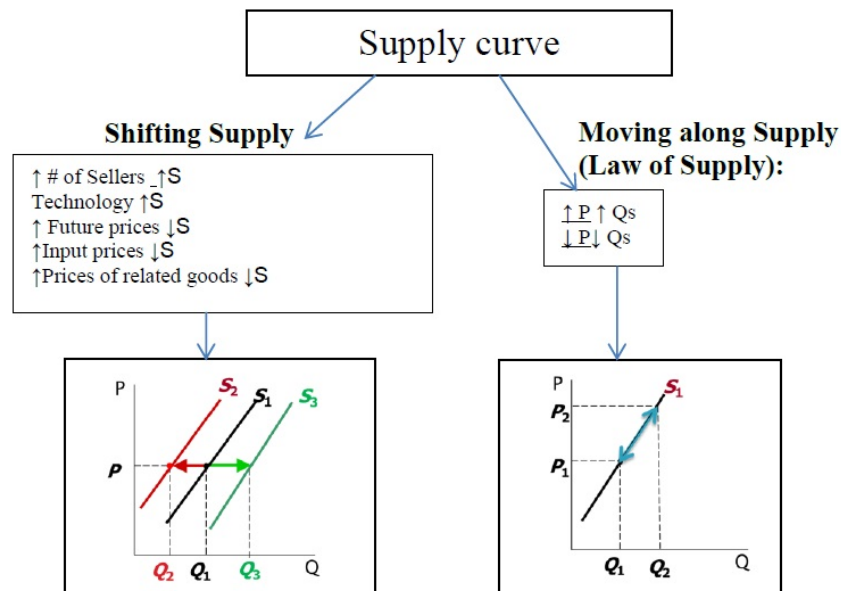 Supply curve
Shifting Supply
↑ # of Sellers ↑S
Technology ↑S
↑ Future prices ↓S
↑Input prices ↓S
↑Prices of related goods ↓S
Moving along Supply
(Law of Supply):
↑ P ↑ Qs
↓ P↓ Qs
P
S₂
S₁
S₃
P
Q₂
Q₁
Q₃
Q
P
S₁
P₂
P₁
Q₁
Q₂
Q